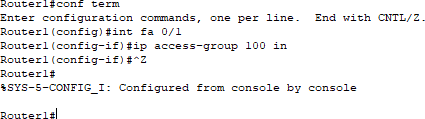 Router1#conf term
Enter configuration commands, one per line.  End with CNTL/Z.
Router1(config)#int fa 0/1
Router1(config-if)#ip access-group 100 in
Router1(config-if)#^Z
Router1#
%SYS-5-CONFIG_I: Configured from console by console
Router1#